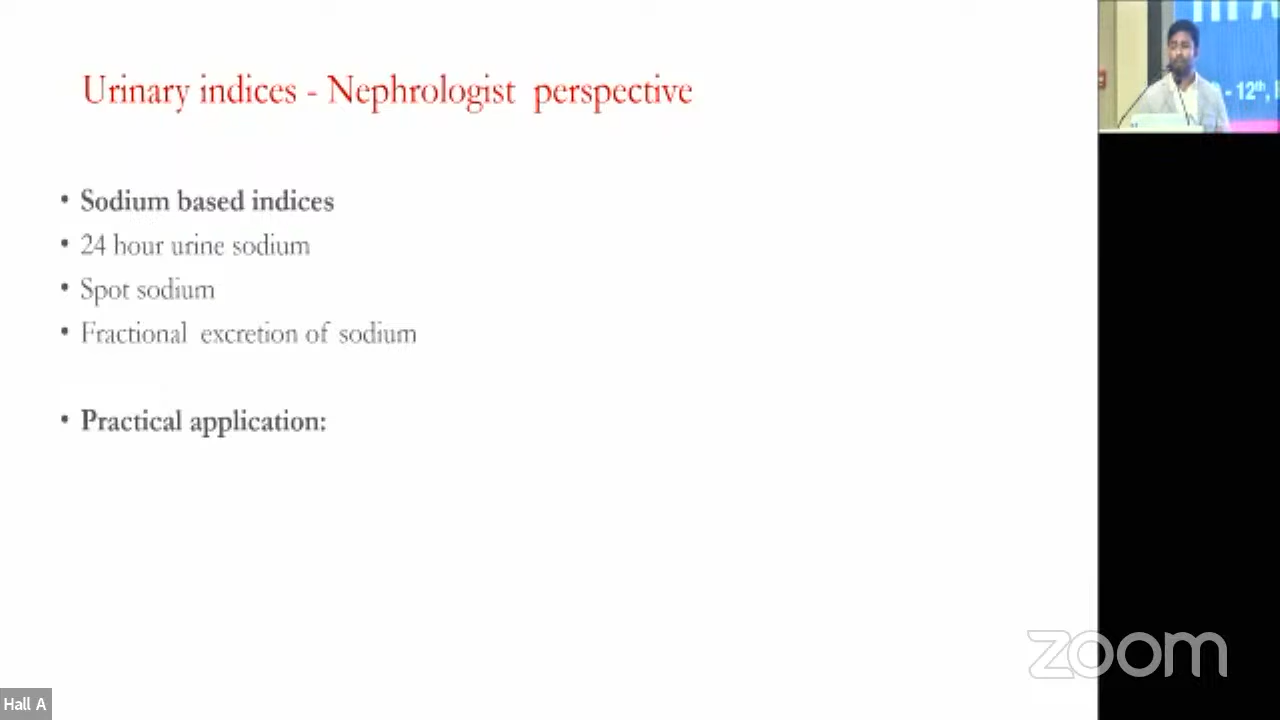 Urinary indices - Nephrologist perspective
• Sodium based indices
• 24 hour urine sodium
• Spot sodium
• Fractional excretion of sodium
• Practical application:
- 12th,
zoom
Hall A